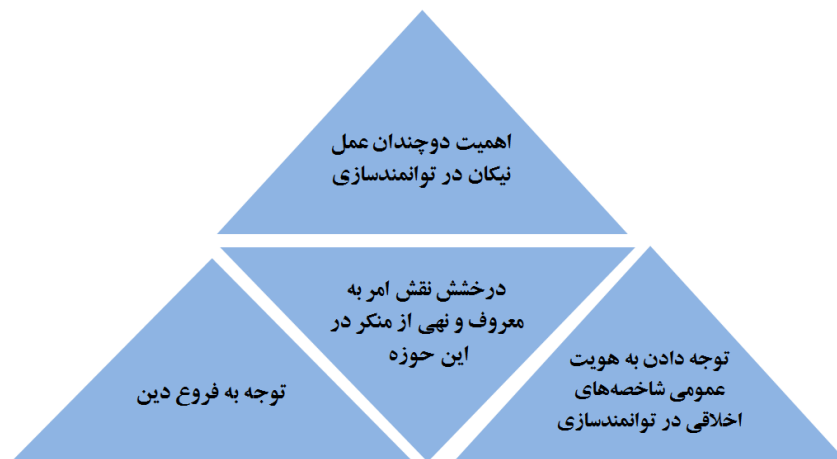 اهمیت دوچندان عمل
نیکان در توانمندسازی
درخشش نقش امر به
معروف و نهی از منکر در
این حوزه
توجه دادن به هویت
عمومی شاخصه‌های
اخلاقی در توانمندسازی
توجه به فروع دین